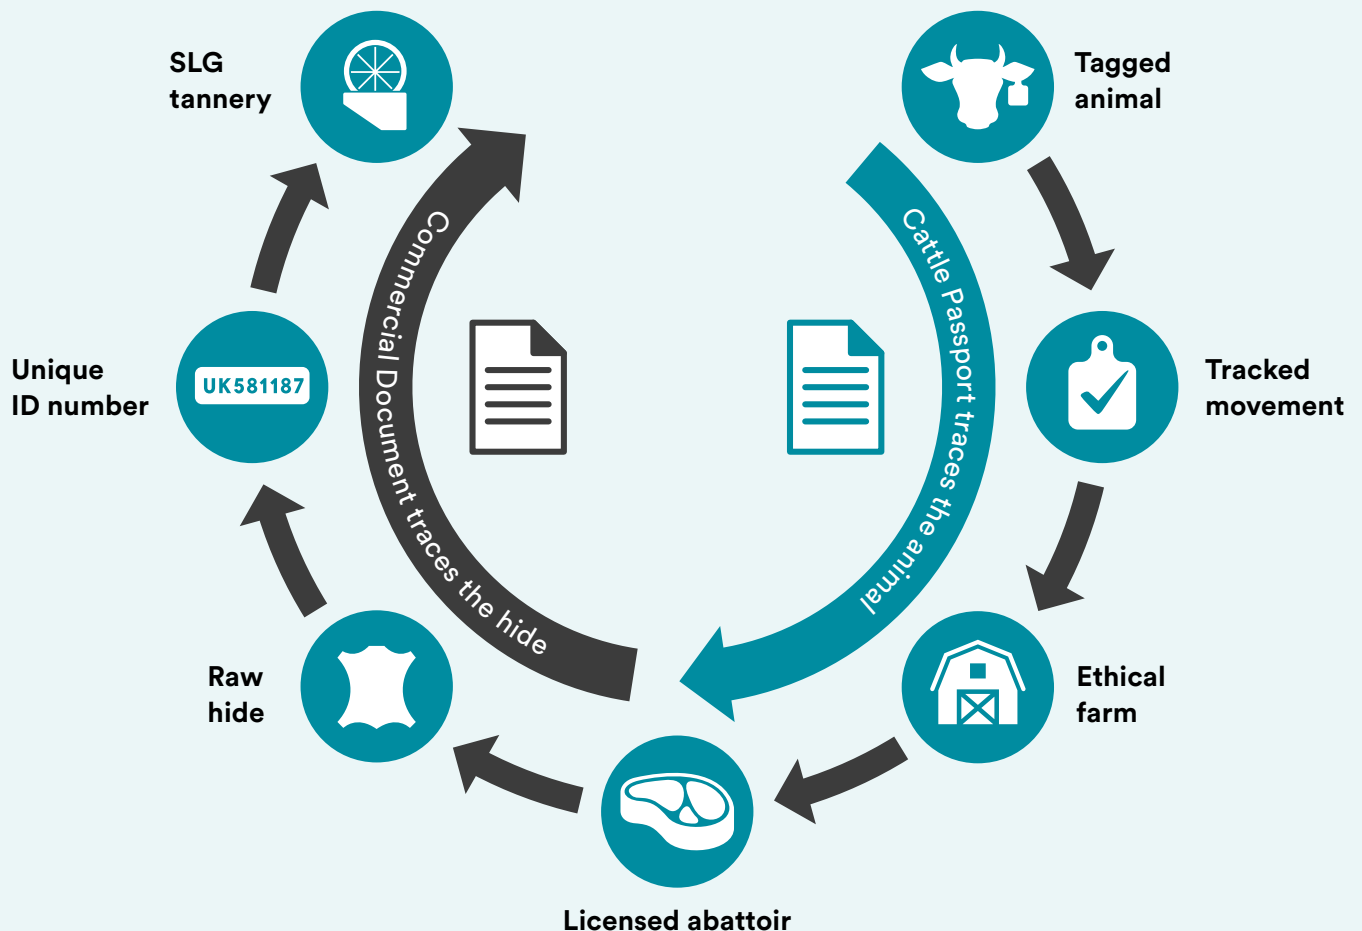 SLG
tannery
Tagged
animal
Commercial Document traces the hide
Cattle Passport traces the animal
Unique
ID number
UK581187
Tracked
movement
Raw
hide
Ethical
farm
Licensed abattoir